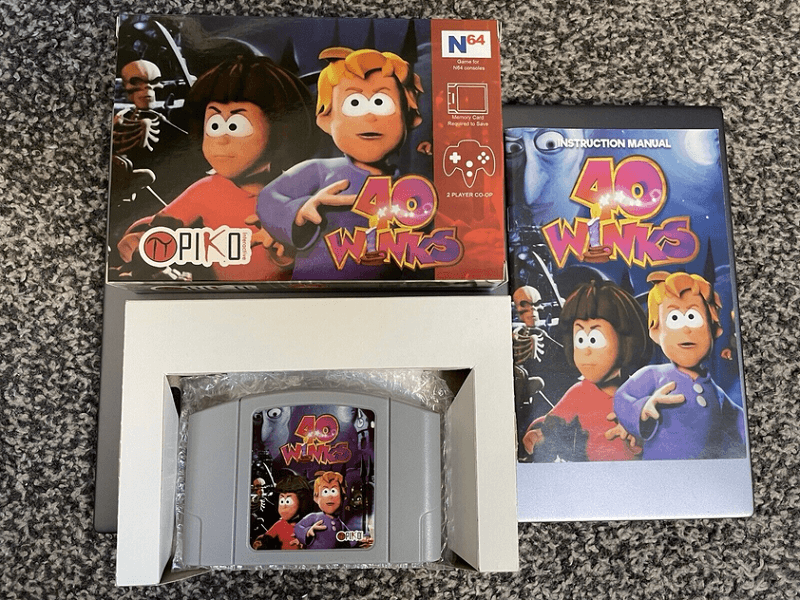 N64
Game for
N64 consoles
Memory Card
Required to Save
2 PLAYER CO-OP
40
WINKS
PIKO
Interactive
INSTRUCTION MANUAL
40
WINKS
40
WINKS
PIKO